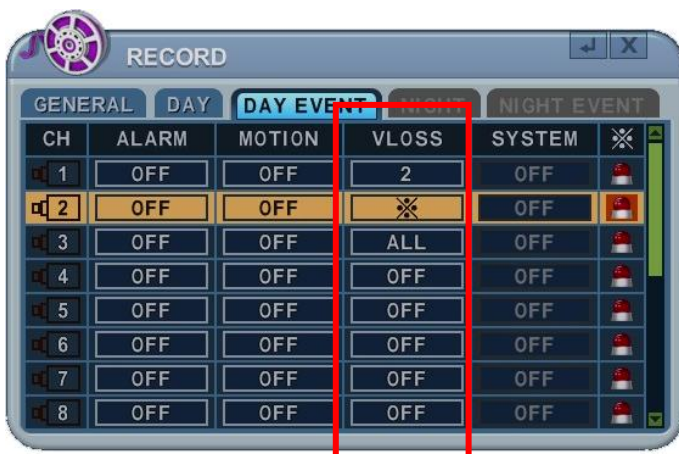 RECORD X
GENERAL DAY DAY EVENT NIGHT NIGHT EVENT
CH ALARM MOTION VLOSS SYSTEM ※
1 OFF OFF 2 OFF
2 OFF OFF ※ OFF
3 OFF OFF ALL OFF
4 OFF OFF OFF OFF
5 OFF OFF OFF OFF
6 OFF OFF OFF OFF
7 OFF OFF OFF OFF
8 OFF OFF OFF OFF